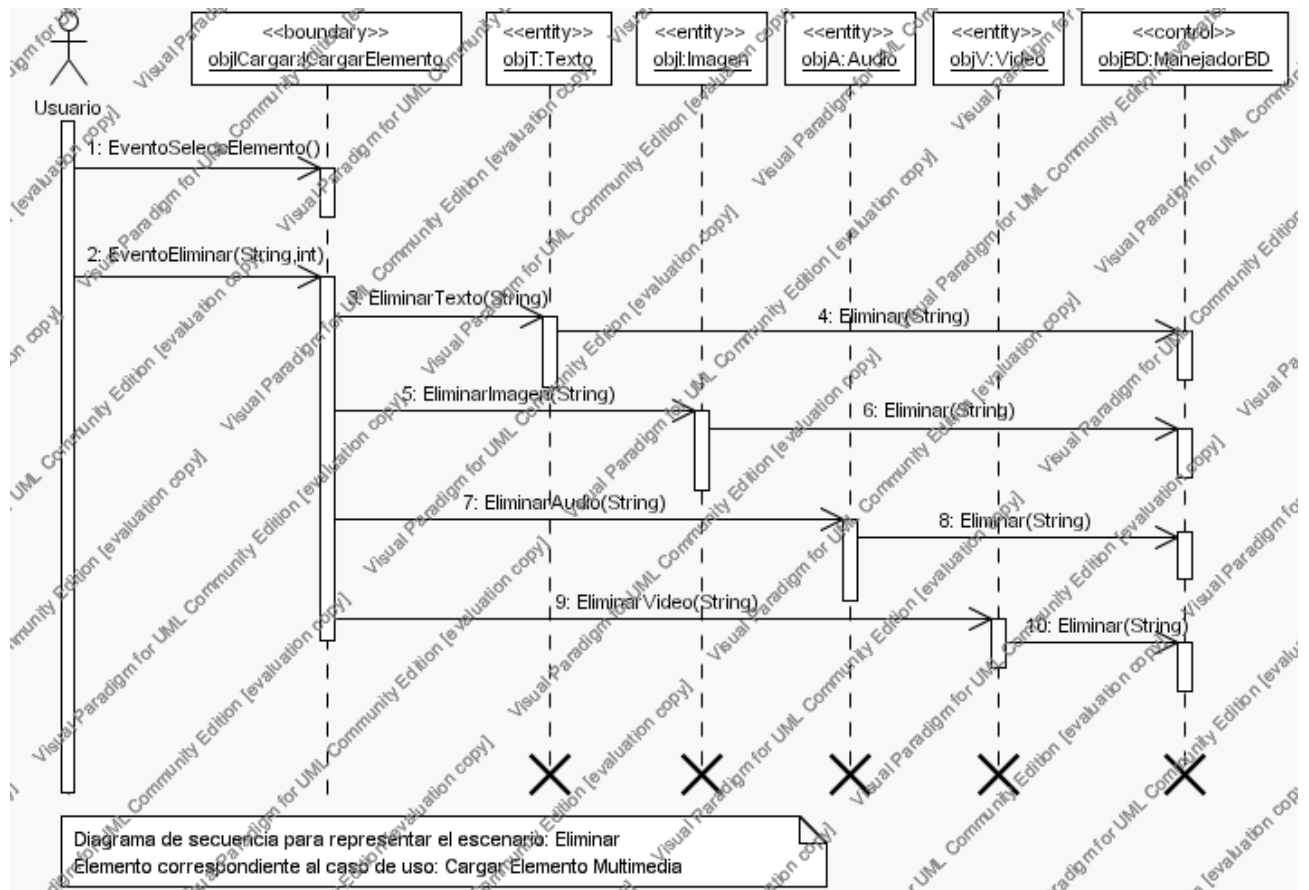 <<boundary>>
objICargar:ICargarElemento
<<entity>>
objT:Texto
<<entity>>
objI:Imagen
<<entity>>
objA:Audio
<<entity>>
objV:Video
<<control>>
objBD:ManejadorBD
Usuario
1: EventoSeleccElemento()
2: EventoEliminar(String,int)
3: EliminarTexto(String)
4: Eliminar(String)
5: EliminarImagen(String)
6: Eliminar(String)
7: EliminarAudio(String)
8: Eliminar(String)
9: EliminarVideo(String)
10: Eliminar(String)
Diagrama de secuencia para representar el escenario: Eliminar
Elemento correspondiente al caso de uso: Cargar Elemento Multimedia
Visual Paradigm for UML Community Edition [evaluation copy]